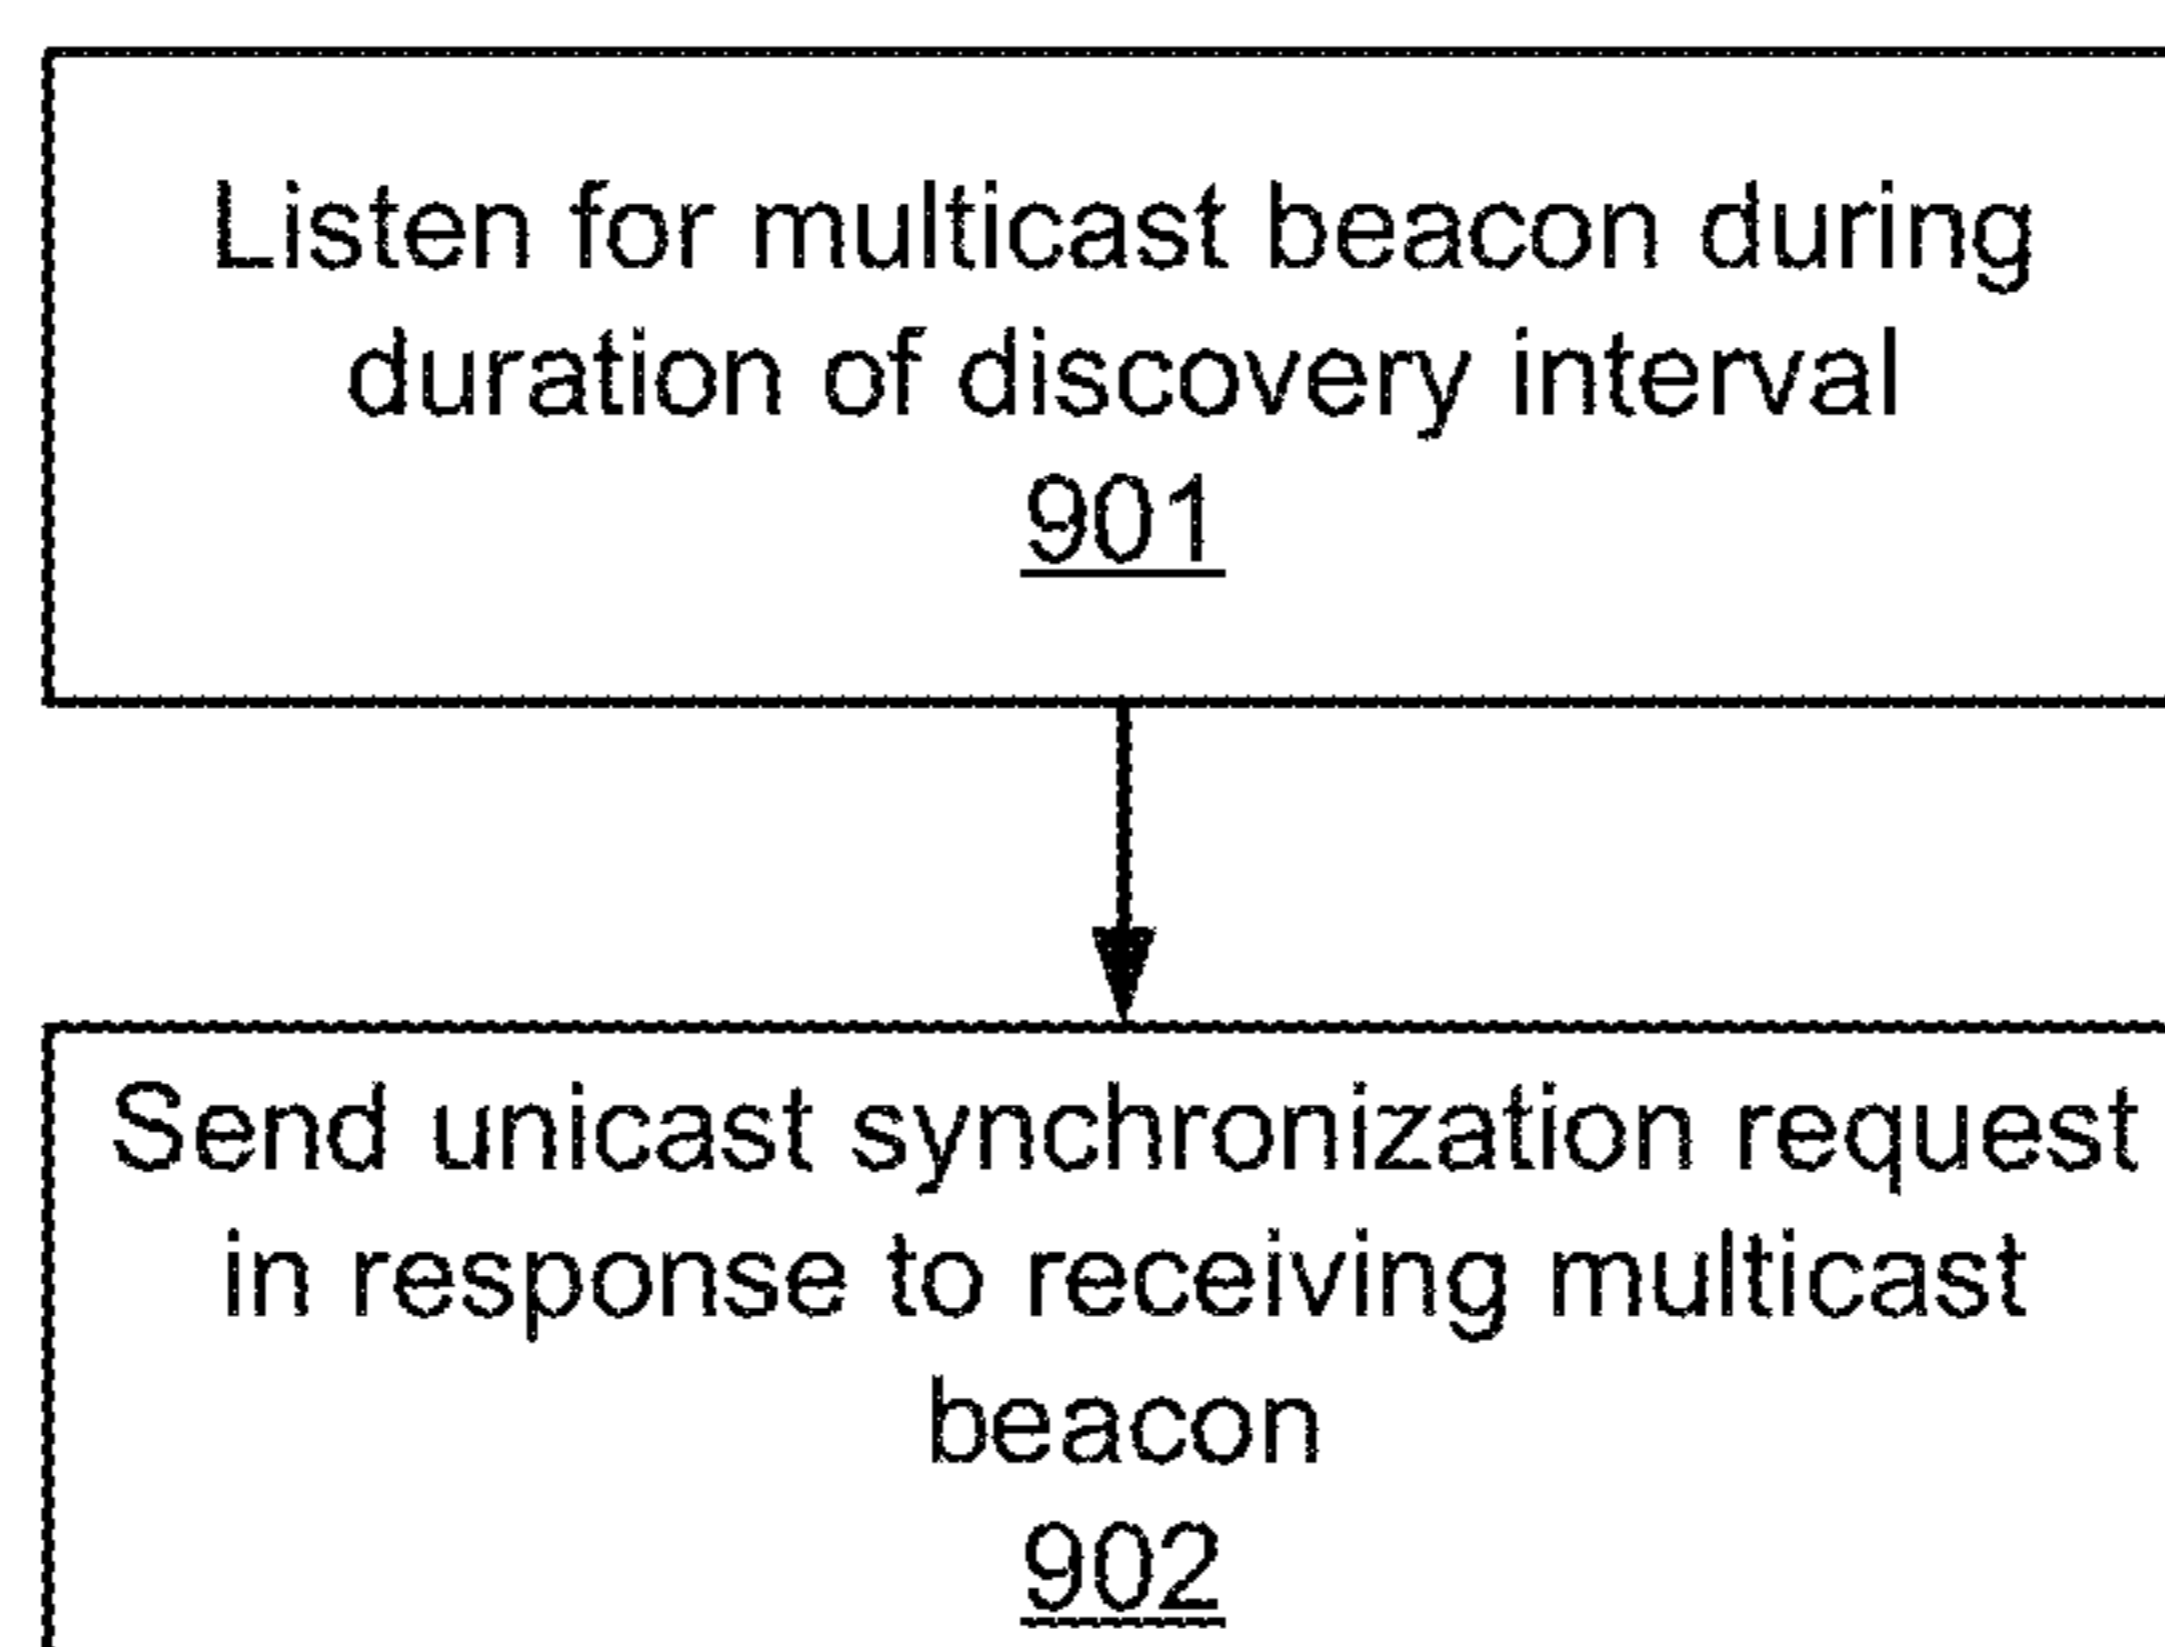 Listen for multicast beacon during
duration of discovery interval
901
Send unicast synchronization request
in response to receiving multicast
beacon
902